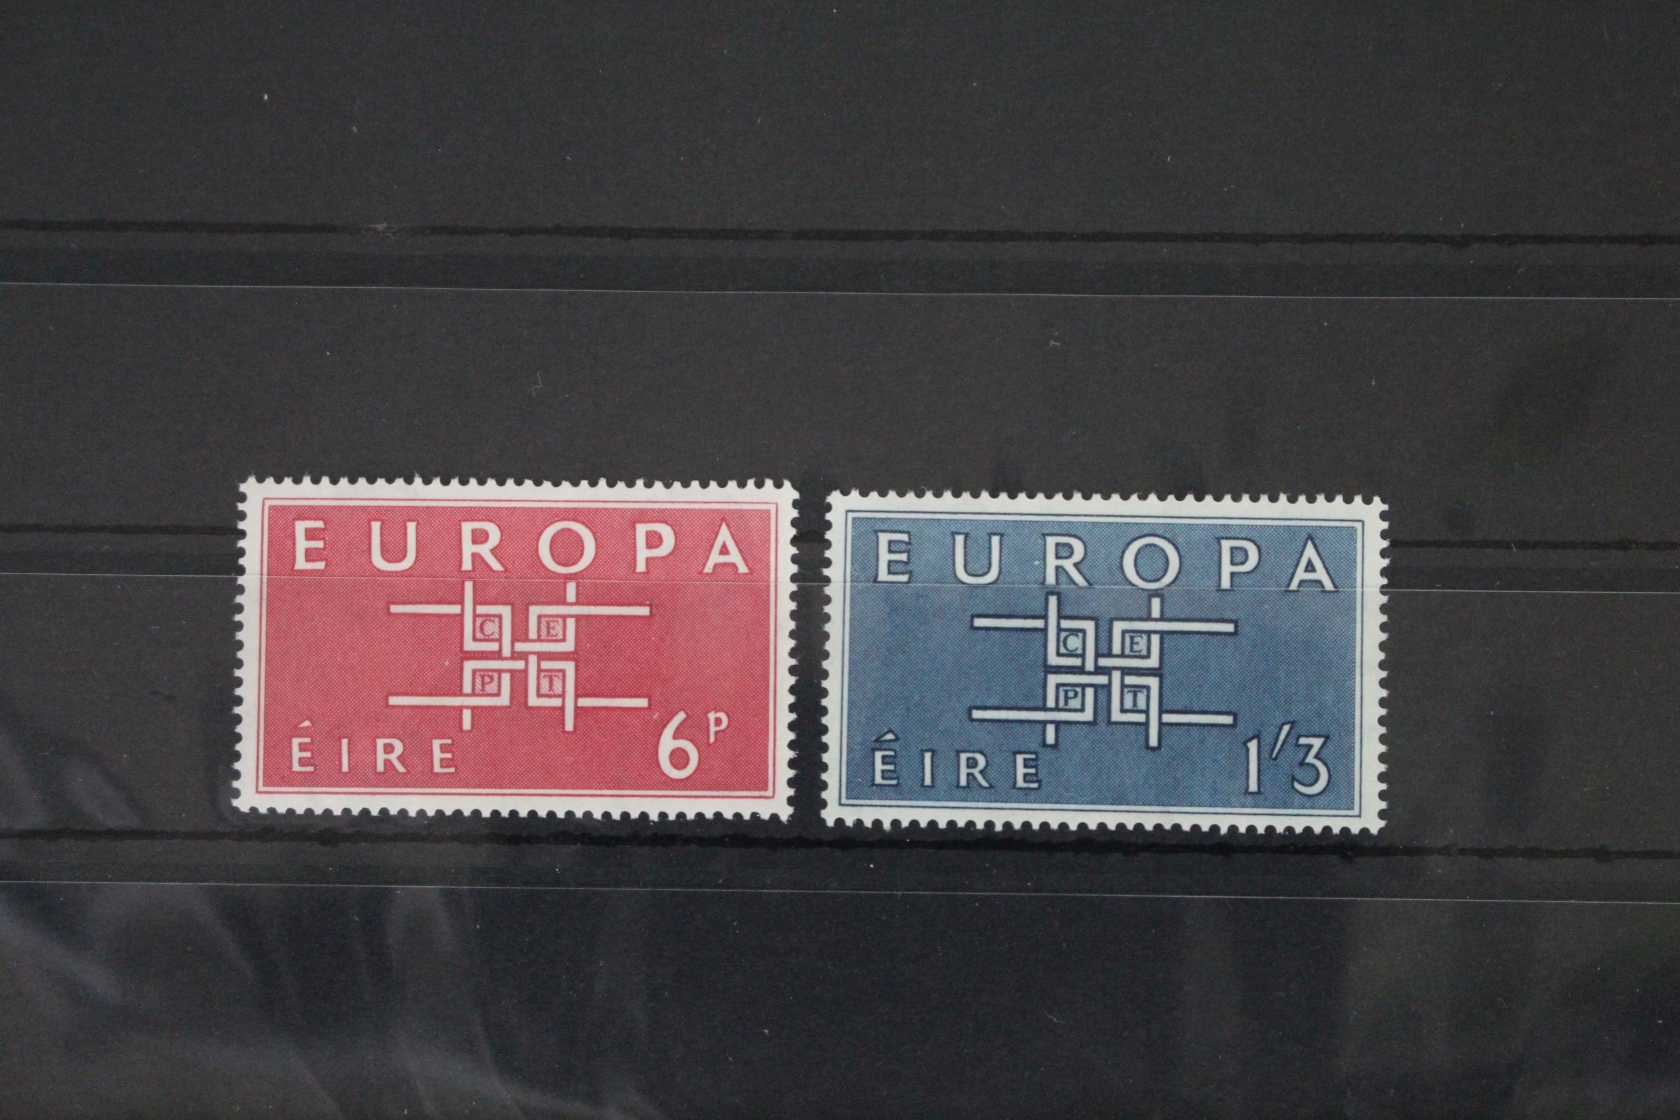 EUROPA
C E
P T
ÉIRE 6P
EUROPA
C E
P T
ÉIRE 1'3